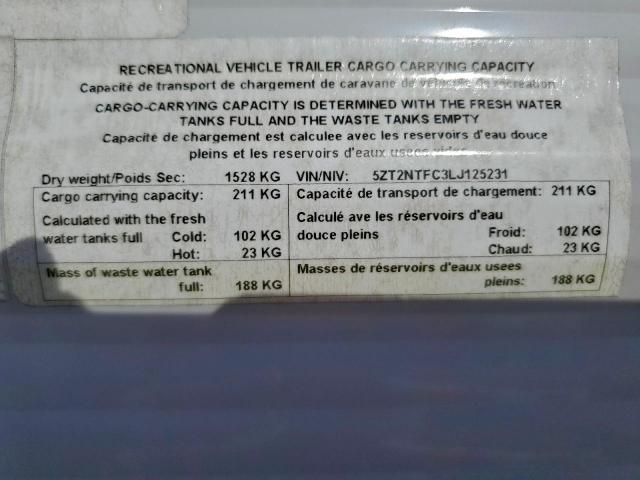 RECREATIONAL VEHICLE TRAILER CARGO CARRYING CAPACITY
Capacité de transport de chargement de caravane de vehicule de recreation
CARGO-CARRYING CAPACITY IS DETERMINED WITH THE FRESH WATER
TANKS FULL AND THE WASTE TANKS EMPTY
Capacite de chargement est calculee avec les reservoirs d'eau douce
pleins et les reservoirs d'eaux usees vides
Dry weight/Poids Sec: 1528 KG VIN/NIV: 5ZT2NTFC3LJ125231
Cargo carrying capacity: 211 KG Capacité de transport de chargement: 211 KG
Calculated with the fresh Calculé ave les réservoirs d'eau
water tanks full Cold: 102 KG douce pleins Froid: 102 KG
Hot: 23 KG Chaud: 23 KG
Mass of waste water tank Masses de réservoirs d'eaux usees
full: 188 KG pleins: 188 KG